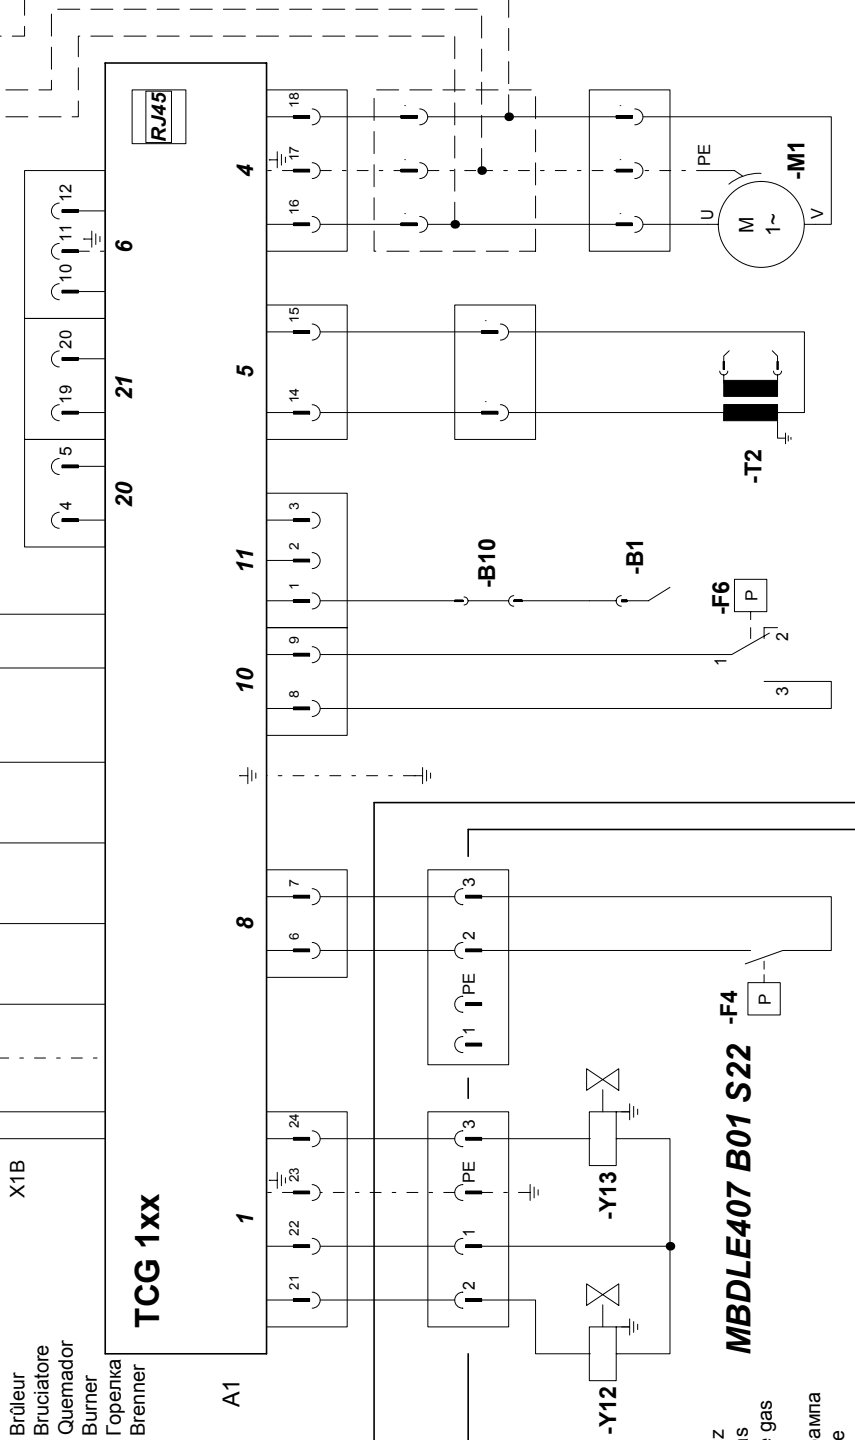 Brûleur
Bruciatore
Quemador
Burner
Горелка
Brenner
X1B
A1
TCG 1xx
RJ45
4 5 20 19 10 11 12
20
21
6
1
8
10
11
5
4
21
22
23
24
6
7
8
9
1
2
3
14
15
16
17
18
2
1
PE
3
1
PE
2
3
-Y12
-Y13
MBDLE407 B01 S22
-F4
P
1
2
3
-F6
P
-B10
-B1
-T2
U
V
PE
M
1~
-M1
gas